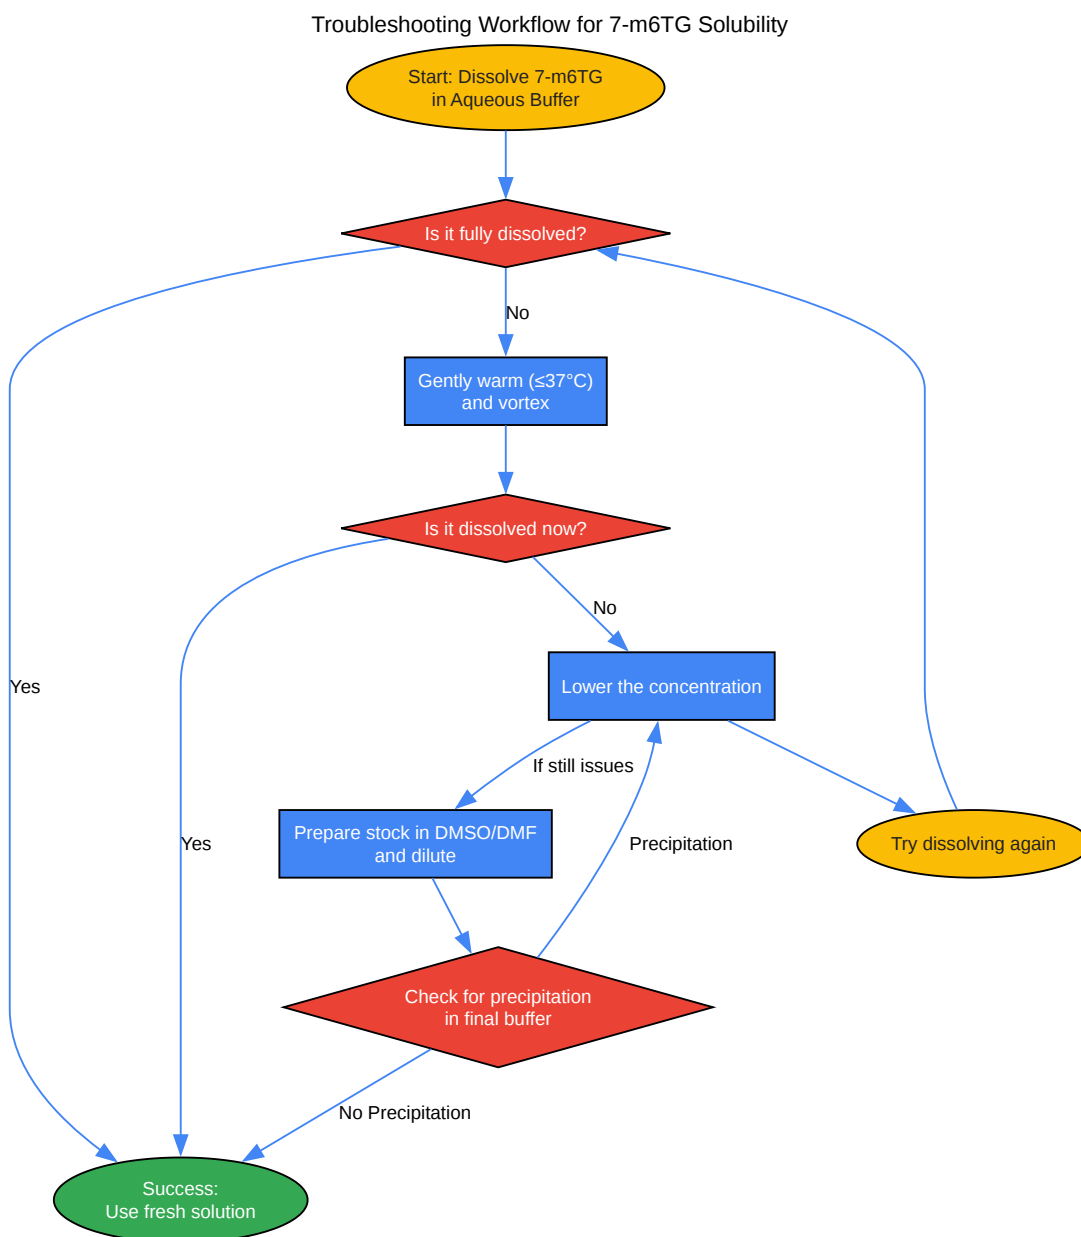 Troubleshooting Workflow for 7-m6TG Solubility
Start: Dissolve 7-m6TG
in Aqueous Buffer
Is it fully dissolved?
No
Gently warm (≤37°C)
and vortex
Is it dissolved now?
No
Yes
Lower the concentration
If still issues
Prepare stock in DMSO/DMF
and dilute
Yes
Precipitation
Try dissolving again
Check for precipitation
in final buffer
No Precipitation
Success:
Use fresh solution